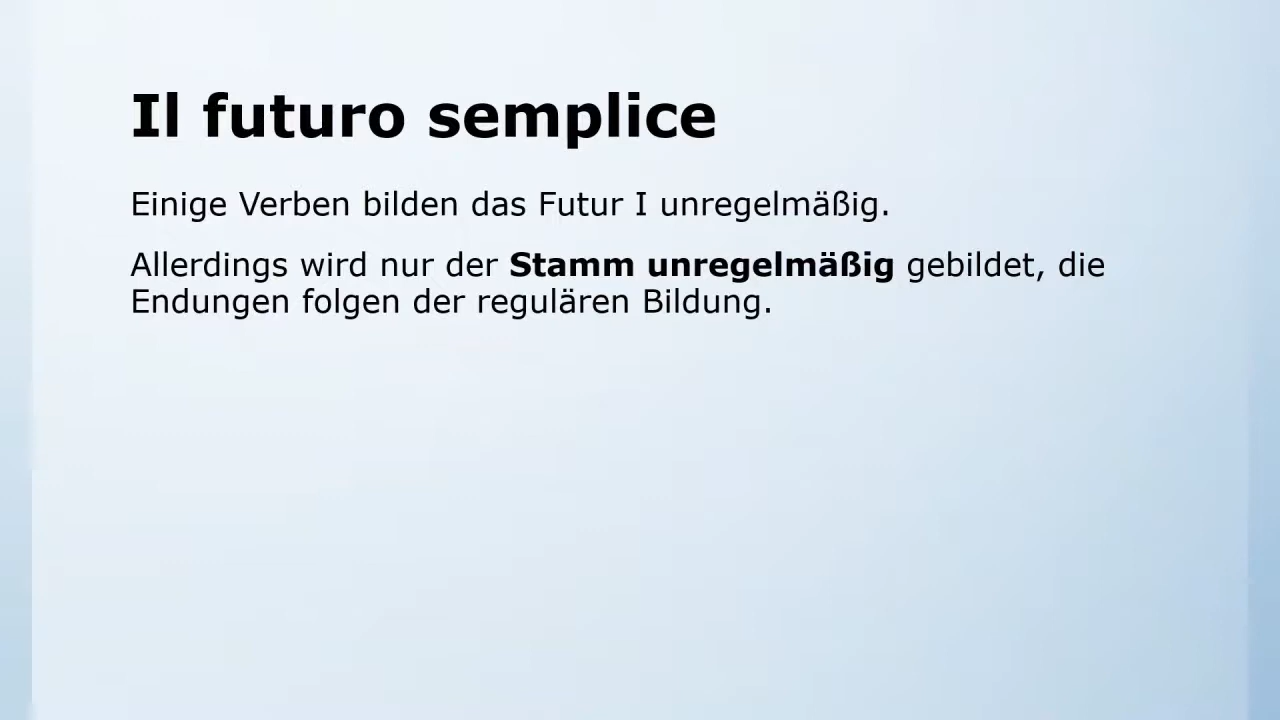 Il futuro semplice
Einige Verben bilden das Futur I unregelmäßig.
Allerdings wird nur der Stamm unregelmäßig gebildet, die
Endungen folgen der regulären Bildung.